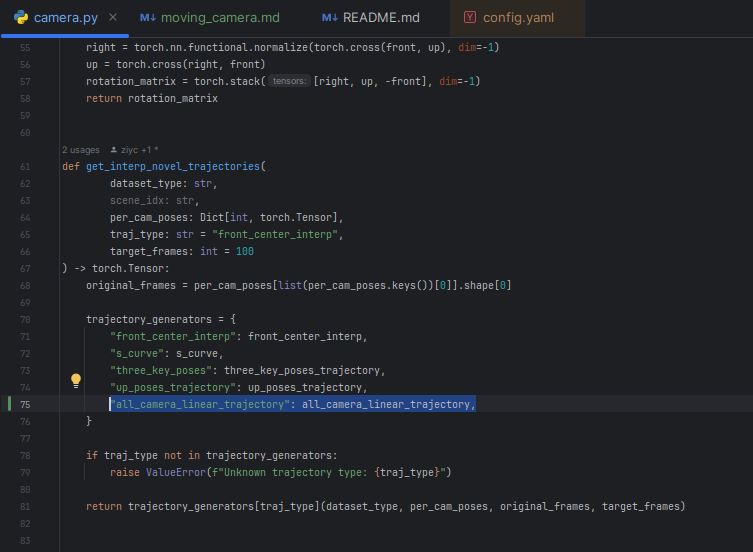 camera.py × M↓ moving_camera.md M↓ README.md Y config.yaml
55 right = torch.nn.functional.normalize(torch.cross(front, up), dim=-1)
56 up = torch.cross(right, front)
57 rotation_matrix = torch.stack( tensors: [right, up, -front], dim=-1)
58 return rotation_matrix
59
60
2 usages ziyc +1 *
61 def get_interp_novel_trajectories(
62 dataset_type: str,
63 scene_idx: str,
64 per_cam_poses: Dict[int, torch.Tensor],
65 traj_type: str = "front_center_interp",
66 target_frames: int = 100
67 ) -> torch.Tensor:
68 original_frames = per_cam_poses[list(per_cam_poses.keys())[0]].shape[0]
69
70 trajectory_generators = {
71 "front_center_interp": front_center_interp,
72 "s_curve": s_curve,
73 "three_key_poses": three_key_poses_trajectory,
74 "up_poses_trajectory": up_poses_trajectory,
75 "all_camera_linear_trajectory": all_camera_linear_trajectory,
76 }
77
78 if traj_type not in trajectory_generators:
79 raise ValueError(f"Unknown trajectory type: {traj_type}")
80
81 return trajectory_generators[traj_type](dataset_type, per_cam_poses, original_frames, target_frames)
82
83